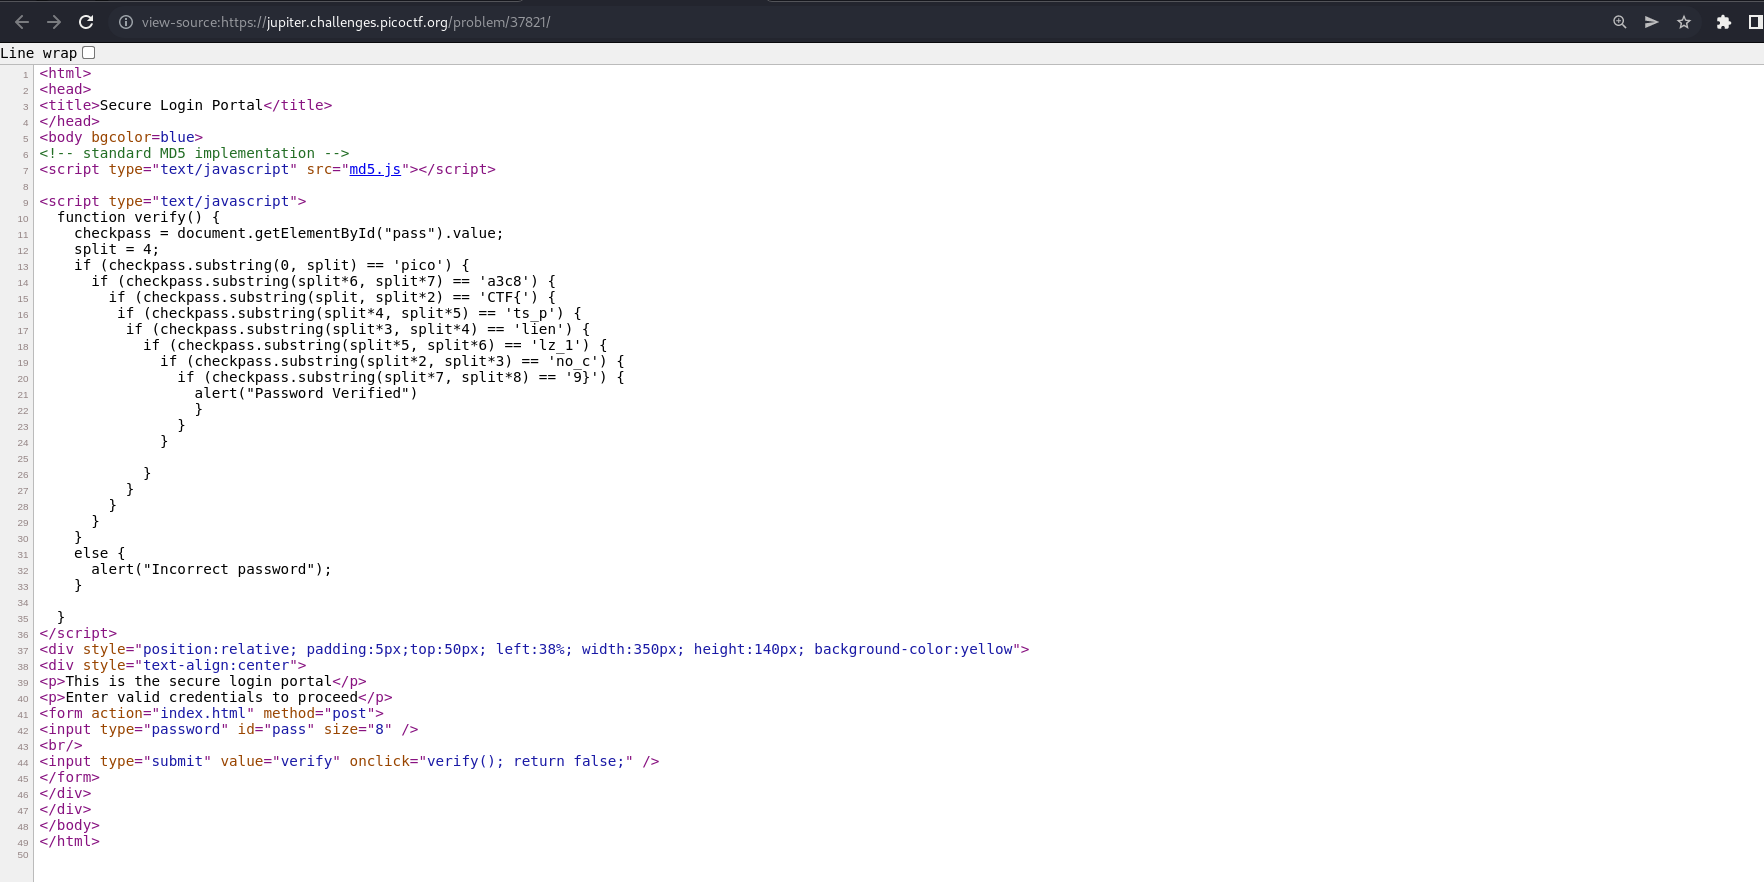 view-source:https://jupiter.challenges.picoctf.org/problem/37821/
Line wrap
1 <html>
2 <head>
3 <title>Secure Login Portal</title>
4 </head>
5 <body bgcolor=blue>
6 <!-- standard MD5 implementation -->
7 <script type="text/javascript" src="md5.js"></script>
8
9 <script type="text/javascript">
10   function verify() {
11     checkpass = document.getElementById("pass").value;
12     split = 4;
13     if (checkpass.substring(0, split) == 'pico') {
14       if (checkpass.substring(split*6, split*7) == 'a3c8') {
15         if (checkpass.substring(split, split*2) == 'CTF{') {
16          if (checkpass.substring(split*4, split*5) == 'ts_p') {
17           if (checkpass.substring(split*3, split*4) == 'lien') {
18             if (checkpass.substring(split*5, split*6) == 'lz_1') {
19               if (checkpass.substring(split*2, split*3) == 'no_c') {
20                 if (checkpass.substring(split*7, split*8) == '9}') {
21                   alert("Password Verified")
22                   }
23                 }
24               }
25
26             }
27           }
28         }
29       }
30     }
31     else {
32       alert("Incorrect password");
33     }
34
35   }
36 </script>
37 <div style="position:relative; padding:5px;top:50px; left:38%; width:350px; height:140px; background-color:yellow">
38 <div style="text-align:center">
39 <p>This is the secure login portal</p>
40 <p>Enter valid credentials to proceed</p>
41 <form action="index.html" method="post">
42 <input type="password" id="pass" size="8" />
43 <br/>
44 <input type="submit" value="verify" onclick="verify(); return false;" />
45 </form>
46 </div>
47 </div>
48 </body>
49 </html>
50